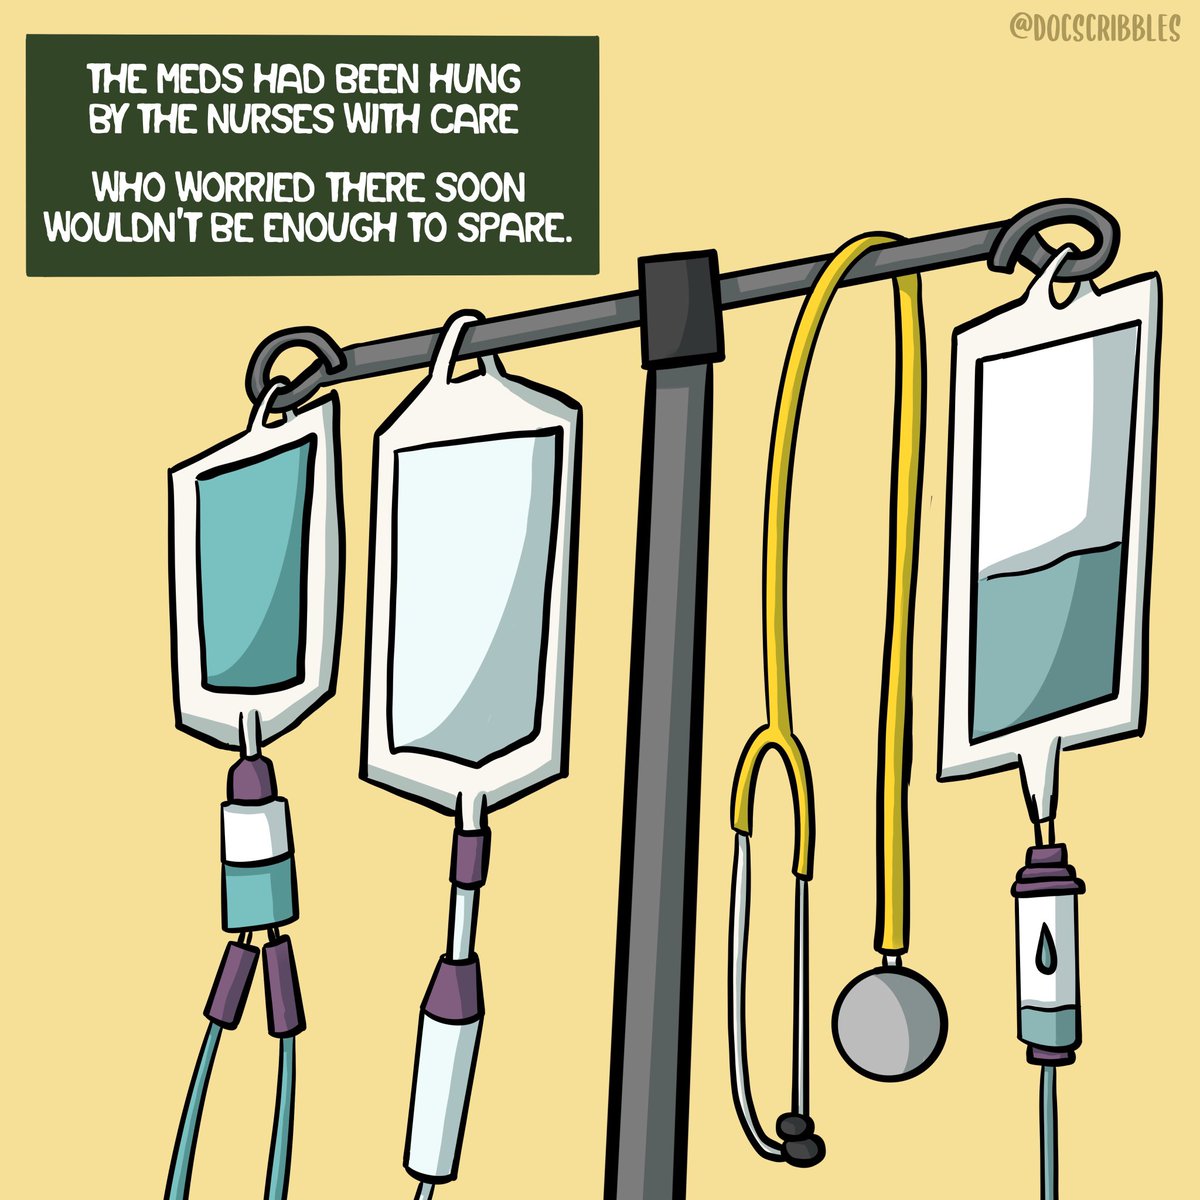 @DOCSCRIBBLES
THE MEDS HAD BEEN HUNG
BY THE NURSES WITH CARE
WHO WORRIED THERE SOON
WOULDN'T BE ENOUGH TO SPARE.